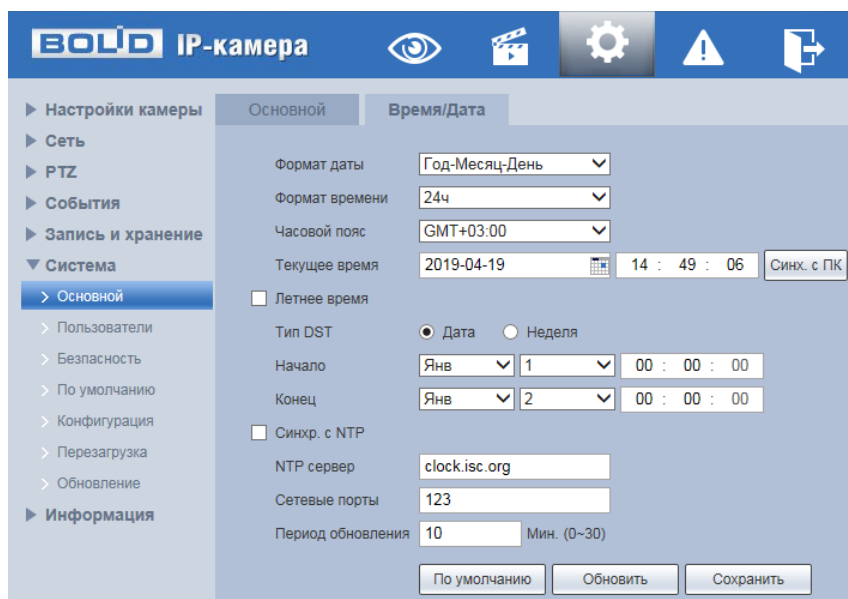 BOLID IP-камера
Настройки камеры
Сеть
PTZ
События
Запись и хранение
Система
Основной
Пользователи
Безопасность
По умолчанию
Конфигурация
Перезагрузка
Обновление
Информация
Основной Время/Дата
Формат даты Год-Месяц-День
Формат времени 24ч
Часовой пояс GMT+03:00
Текущее время 2019-04-19 14 : 49 : 06 Синх. с ПК
Летнее время
Тип DST Дата Неделя
Начало Янв 1 00 : 00 : 00
Конец Янв 2 00 : 00 : 00
Синхр. с NTP
NTP сервер clock.isc.org
Сетевые порты 123
Период обновления 10 Мин. (0~30)
По умолчанию Обновить Сохранить